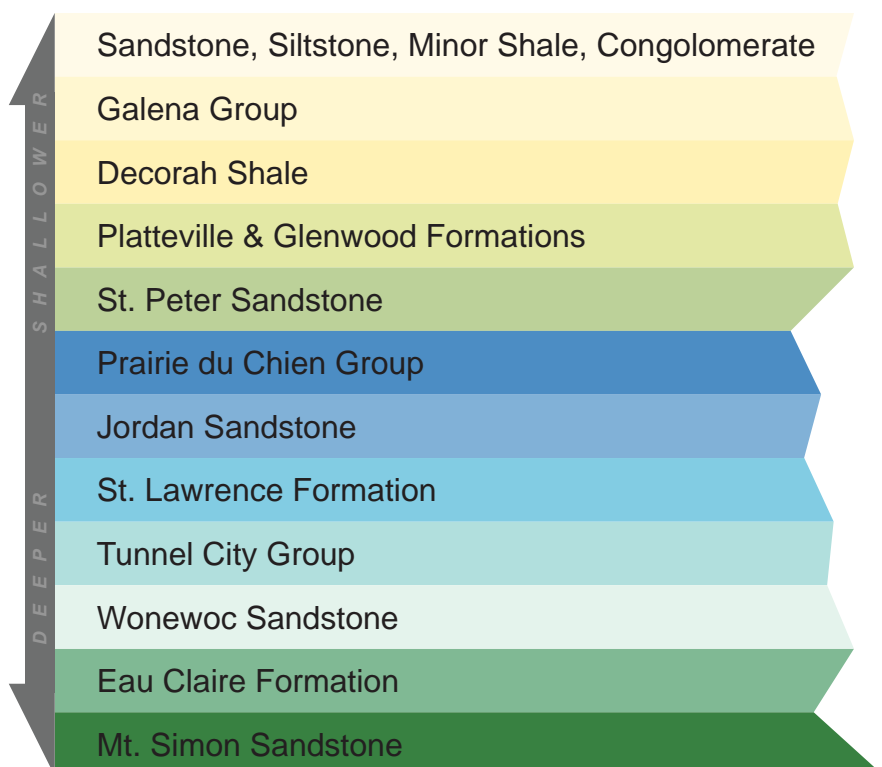 Sandstone, Siltstone, Minor Shale, Congolomerate
Galena Group
Decorah Shale
Platteville & Glenwood Formations
St. Peter Sandstone
Prairie du Chien Group
Jordan Sandstone
St. Lawrence Formation
Tunnel City Group
Wonewoc Sandstone
Eau Claire Formation
Mt. Simon Sandstone
SHALLOWER
DEEPER